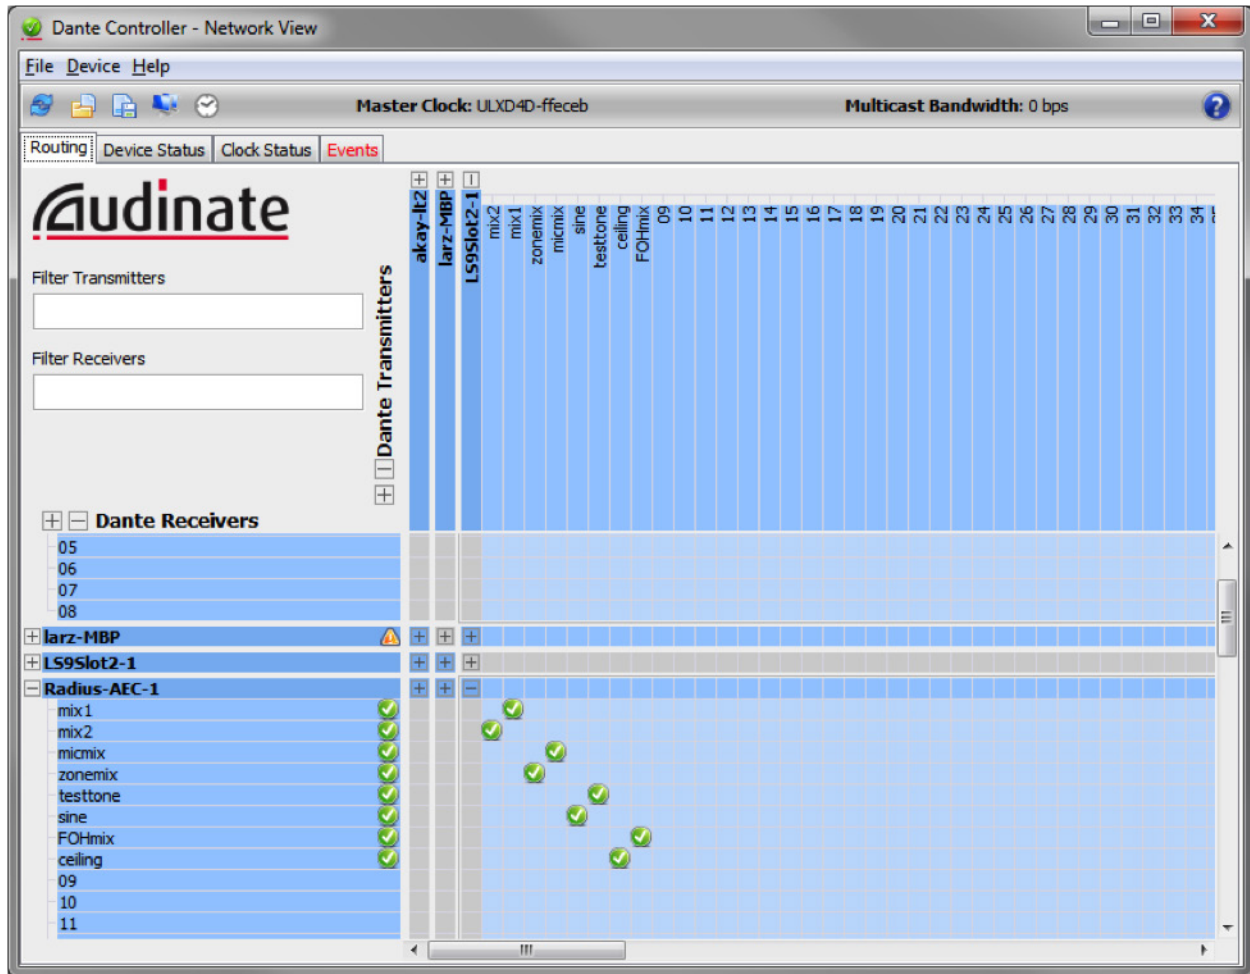 Dante Controller - Network View
File Device Help
Master Clock: ULXD4D-ffeceb
Multicast Bandwidth: 0 bps
Routing
Device Status
Clock Status
Events
Audinate
Filter Transmitters
Filter Receivers
Dante Transmitters
akay-lt2
larz-MBP
LS9Slot2-1
mix2
mix1
zonemix
micmix
sine
testtone
ceiling
FOHmix
09
10
11
12
13
14
15
16
17
18
19
20
21
22
23
24
25
26
27
28
29
30
31
32
33
34
Dante Receivers
05
06
07
08
larz-MBP
LS9Slot2-1
Radius-AEC-1
mix1
mix2
micmix
zonemix
testtone
sine
FOHmix
ceiling
09
10
11